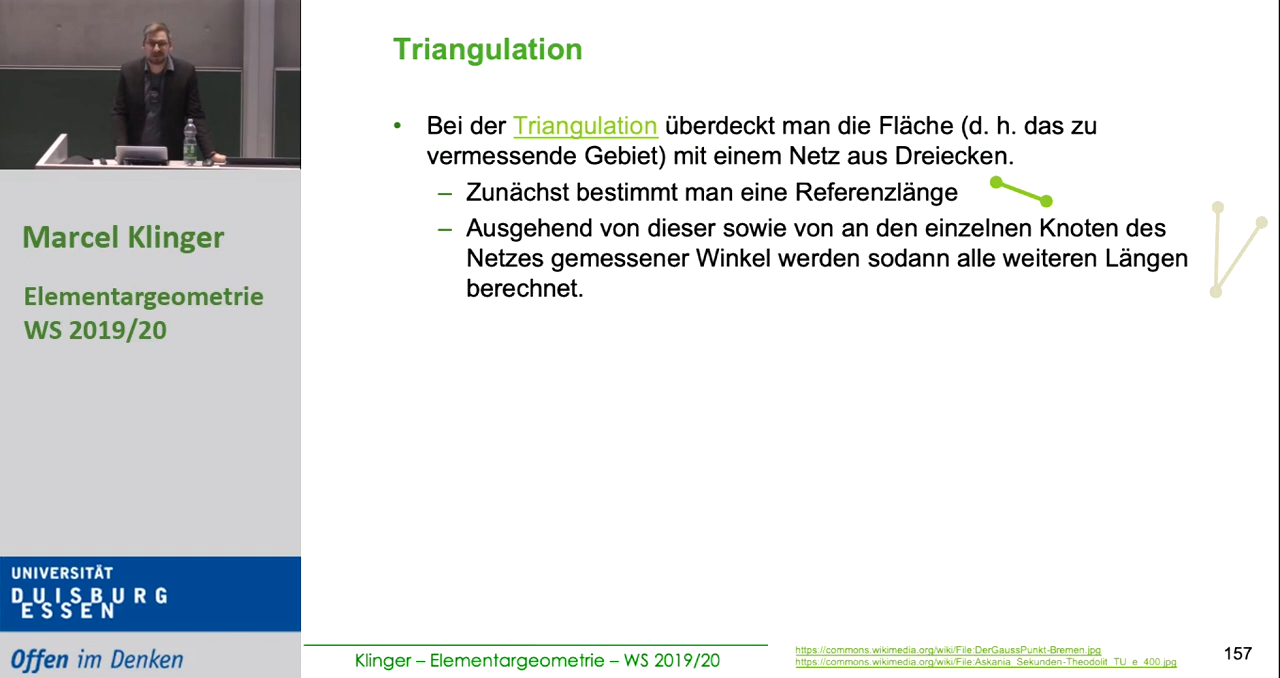 Triangulation
• Bei der Triangulation überdeckt man die Fläche (d. h. das zu
vermessende Gebiet) mit einem Netz aus Dreiecken.
– Zunächst bestimmt man eine Referenzlänge
– Ausgehend von dieser sowie von an den einzelnen Knoten des
Netzes gemessener Winkel werden sodann alle weiteren Längen
berechnet.
Marcel Klinger
Elementargeometrie
WS 2019/20
UNIVERSITÄT
DUISBURG
ESSEN
Offen im Denken
Klinger – Elementargeometrie – WS 2019/20
https://commons.wikimedia.org/wiki/File:DerGaussPunkt-Bremen.jpg
https://commons.wikimedia.org/wiki/File:Askania_Sekunden-Theodolit_TU_e_400.jpg
157